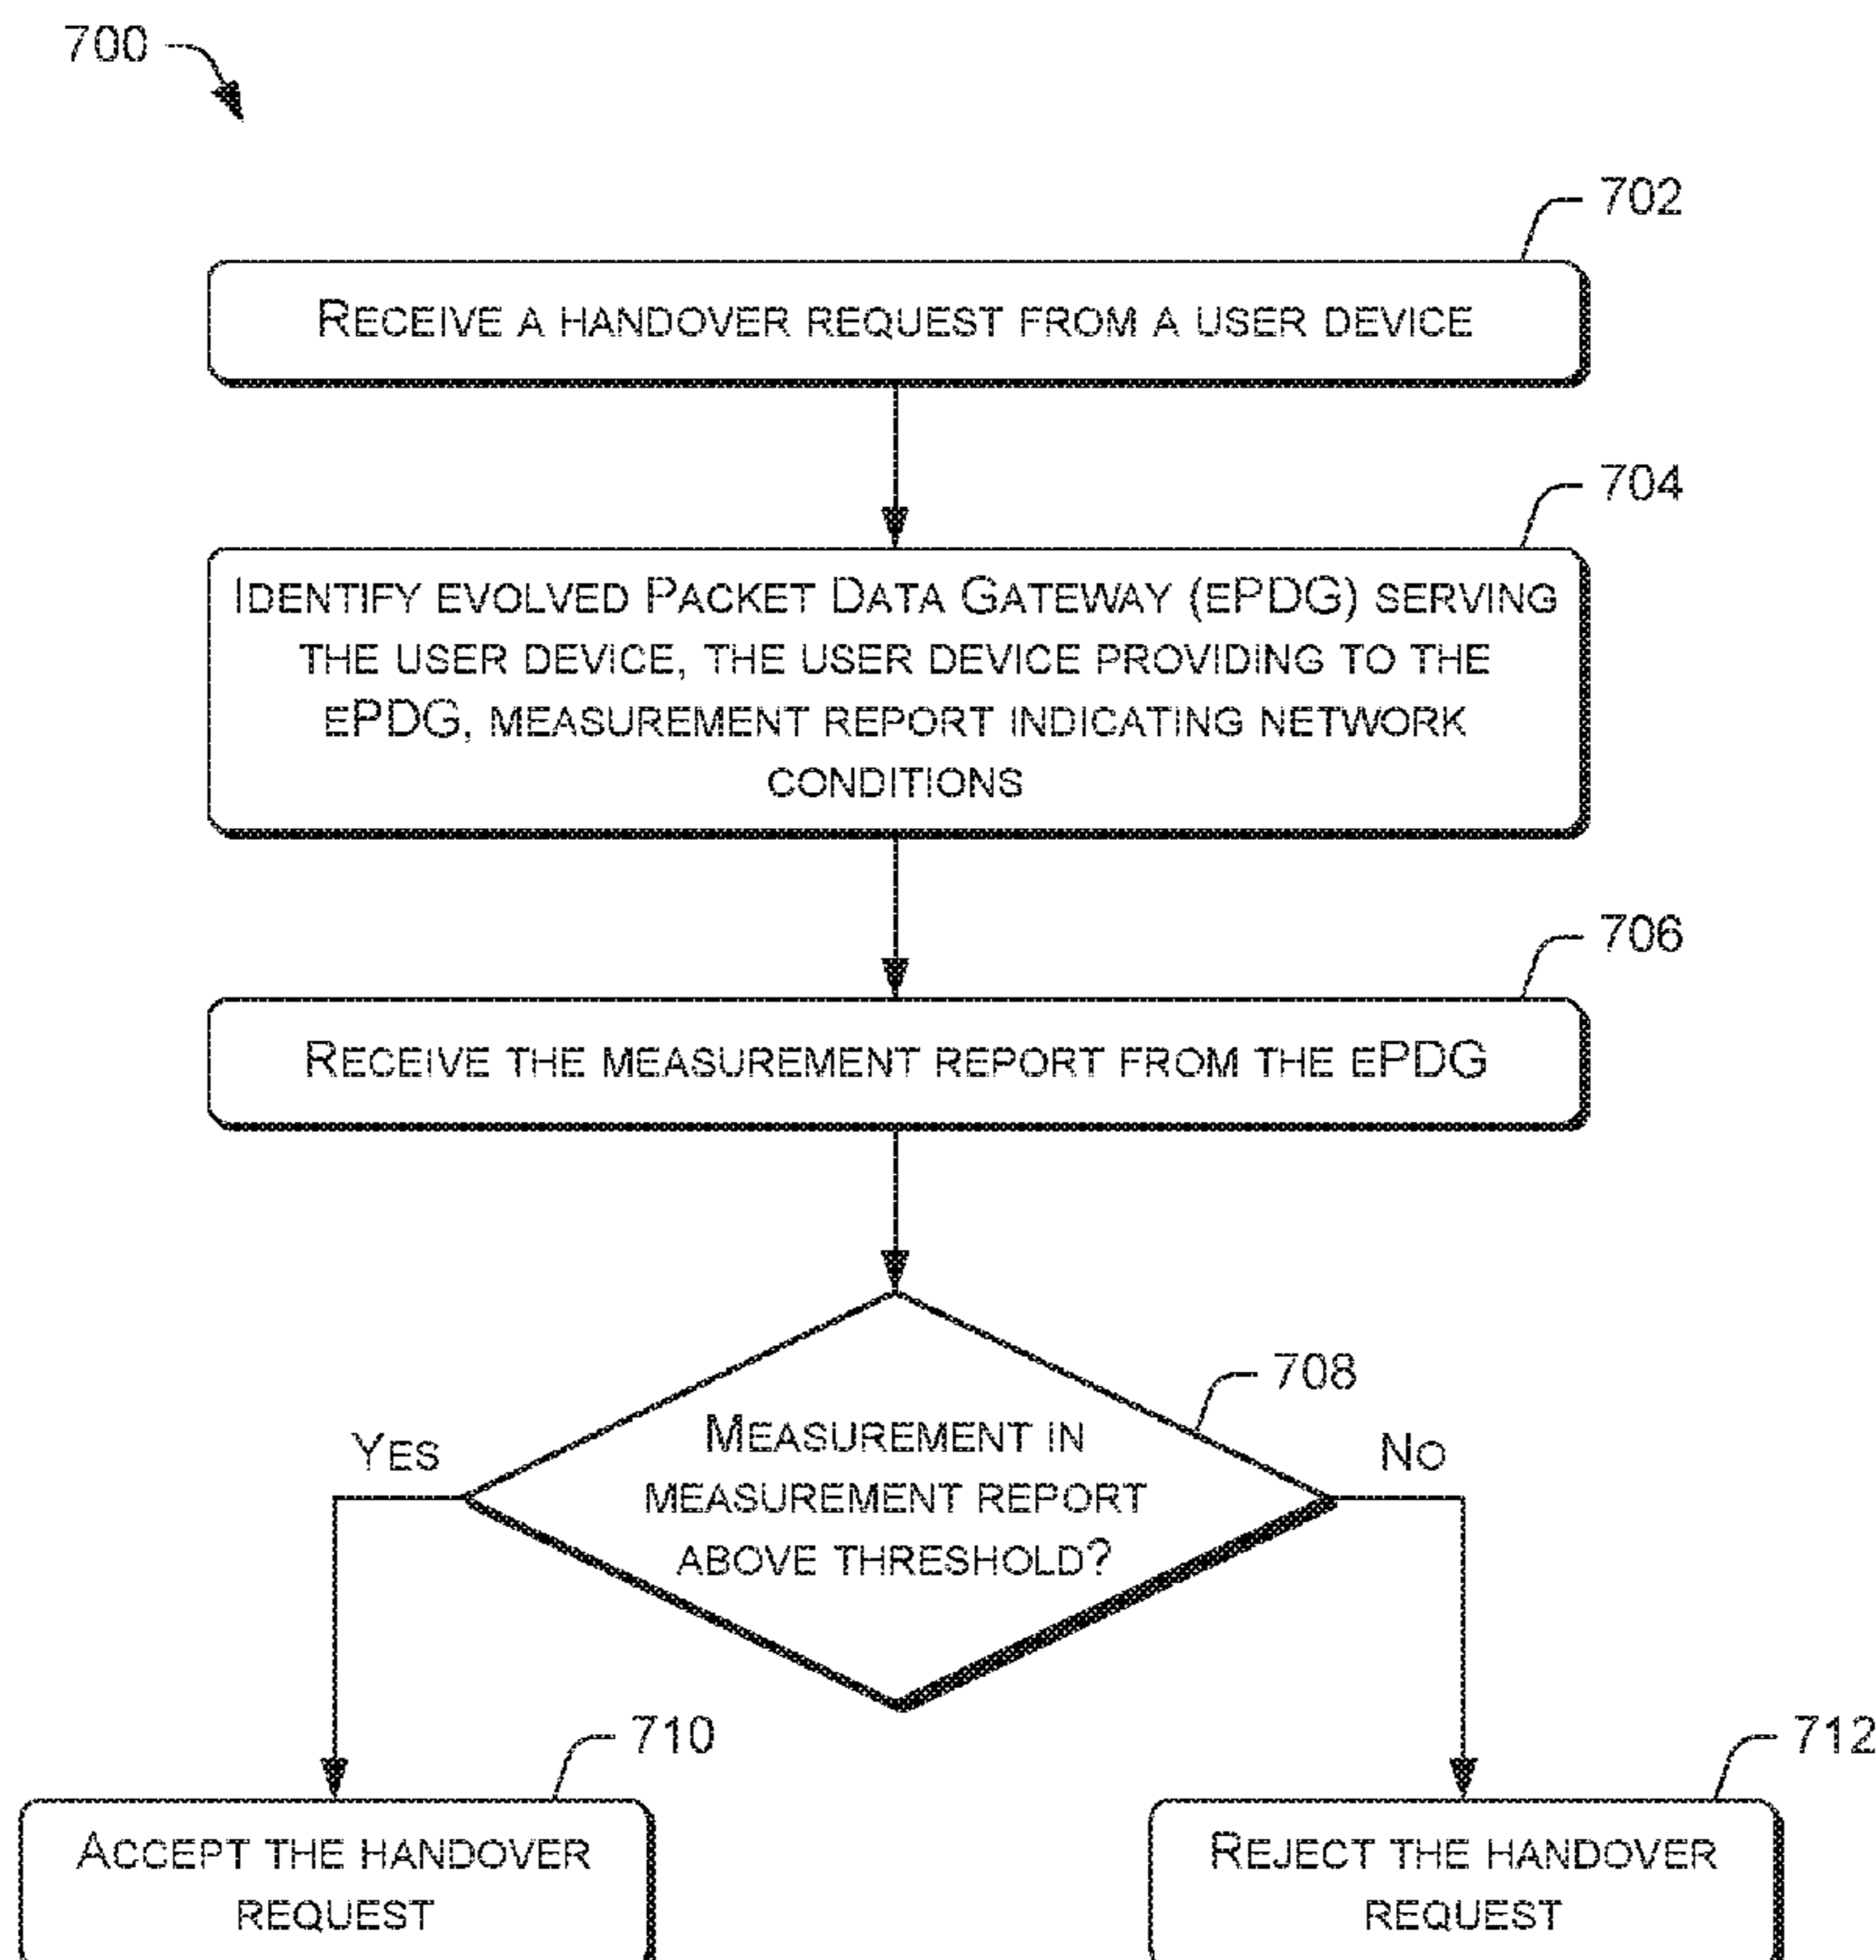 700
702
RECEIVE A HANDOVER REQUEST FROM A USER DEVICE
704
IDENTIFY EVOLVED PACKET DATA GATEWAY (EPDG) SERVING
THE USER DEVICE, THE USER DEVICE PROVIDING TO THE
EPDG, MEASUREMENT REPORT INDICATING NETWORK
CONDITIONS
706
RECEIVE THE MEASUREMENT REPORT FROM THE EPDG
708
MEASUREMENT IN
MEASUREMENT REPORT
ABOVE THRESHOLD?
YES
NO
710
ACCEPT THE HANDOVER
REQUEST
712
REJECT THE HANDOVER
REQUEST